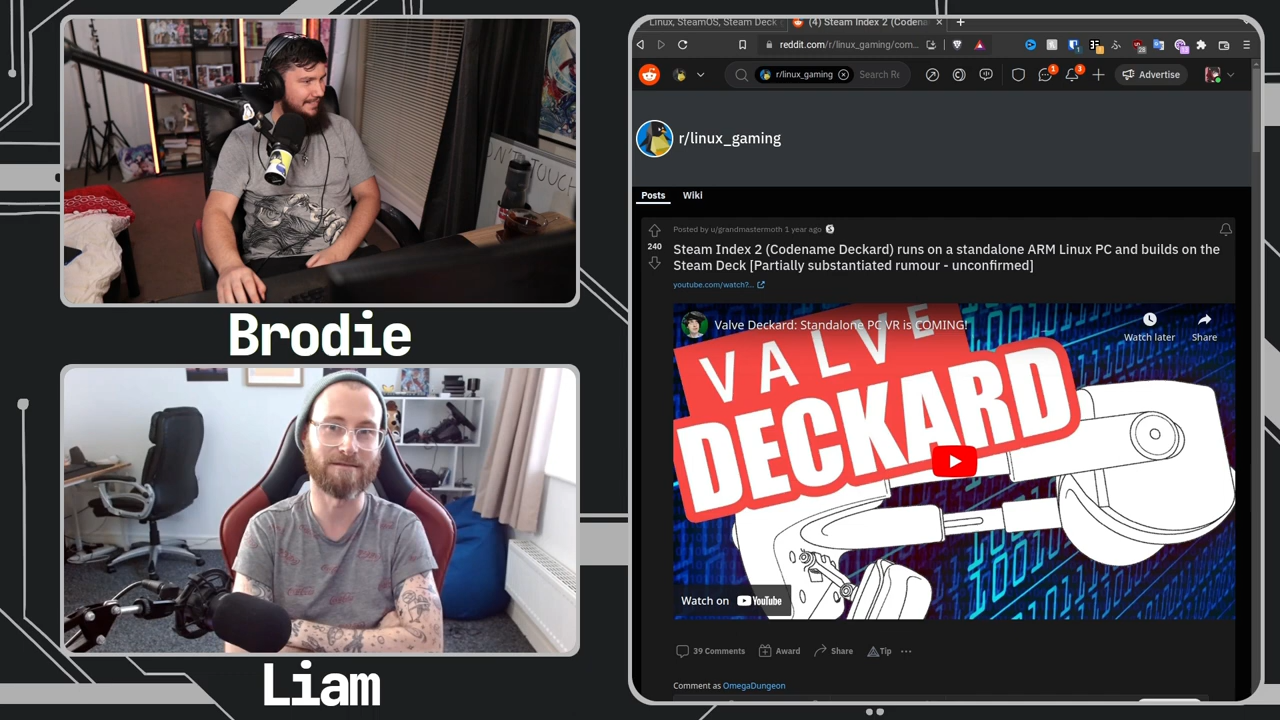 Brodie
Liam
DON'T TOUCH
Linux, SteamOS, Steam Deck
(4) Steam Index 2 (Codena
reddit.com/r/linux_gaming/com...
r/linux_gaming
Search Re
1
3
Advertise
r/linux_gaming
Posts
Wiki
Posted by u/grandmastermoth 1 year ago
240
Steam Index 2 (Codename Deckard) runs on a standalone ARM Linux PC and builds on the
Steam Deck [Partially substantiated rumour - unconfirmed]
youtube.com/watch?...
Valve Deckard: Standalone PC VR is COMING!
Watch later
Share
VALVE
DECKARD
Watch on YouTube
39 Comments
Award
Share
Tip
Comment as OmegaDungeon